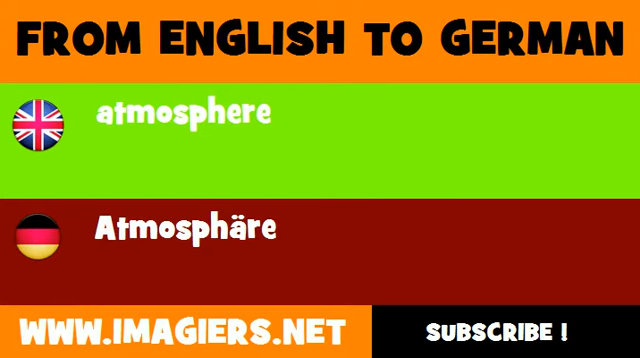 FROM ENGLISH TO GERMAN
atmosphere
Atmosphäre
WWW.IMAGIERS.NET
SUBSCRIBE !